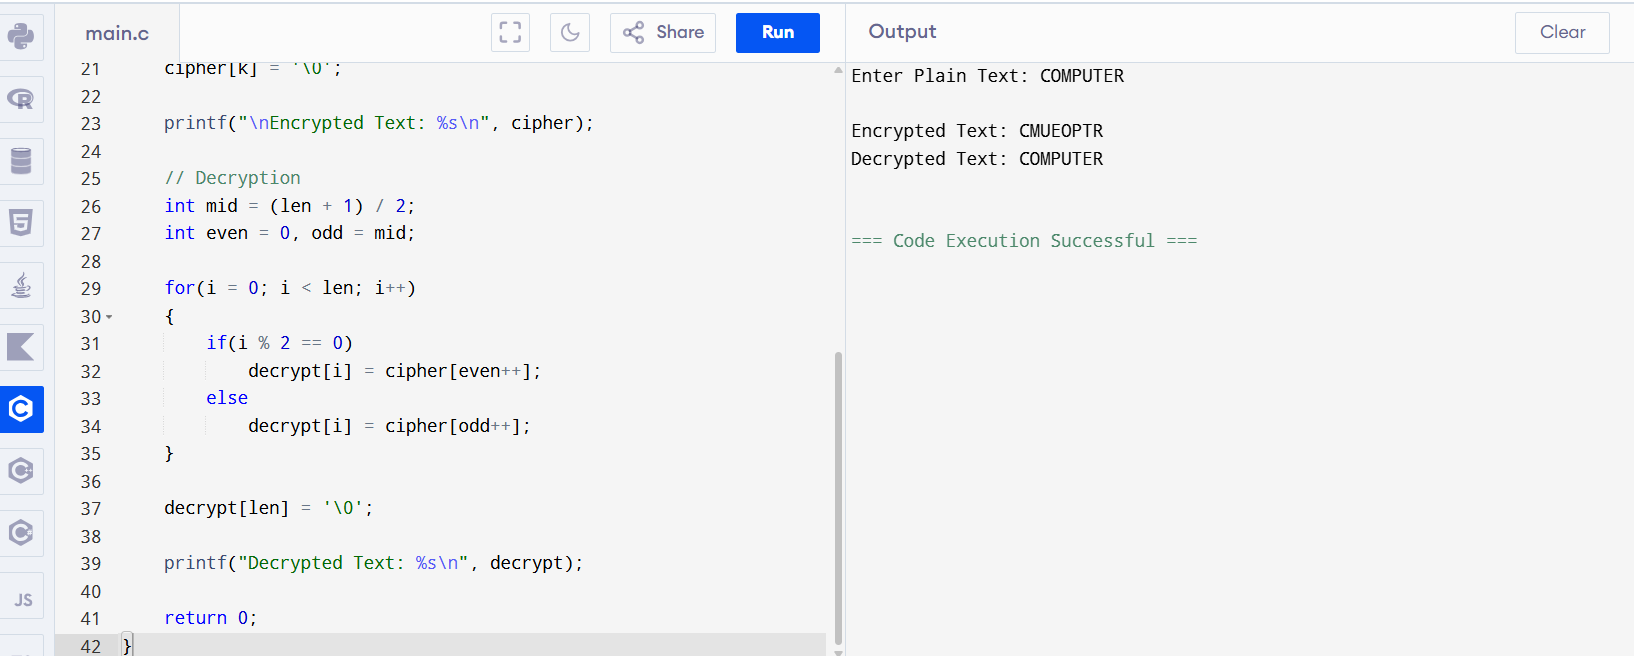 main.c
Share
Run
Output
Clear
21 cipher[k] = '\0';
22
23 printf("\nEncrypted Text: %s\n", cipher);
24
25 // Decryption
26 int mid = (len + 1) / 2;
27 int even = 0, odd = mid;
28
29 for(i = 0; i < len; i++)
30 {
31 if(i % 2 == 0)
32 decrypt[i] = cipher[even++];
33 else
34 decrypt[i] = cipher[odd++];
35 }
36
37 decrypt[len] = '\0';
38
39 printf("Decrypted Text: %s\n", decrypt);
40
41 return 0;
42 }
Enter Plain Text: COMPUTER
Encrypted Text: CMUEOPTR
Decrypted Text: COMPUTER
=== Code Execution Successful ===
R
5
C
C
C
JS